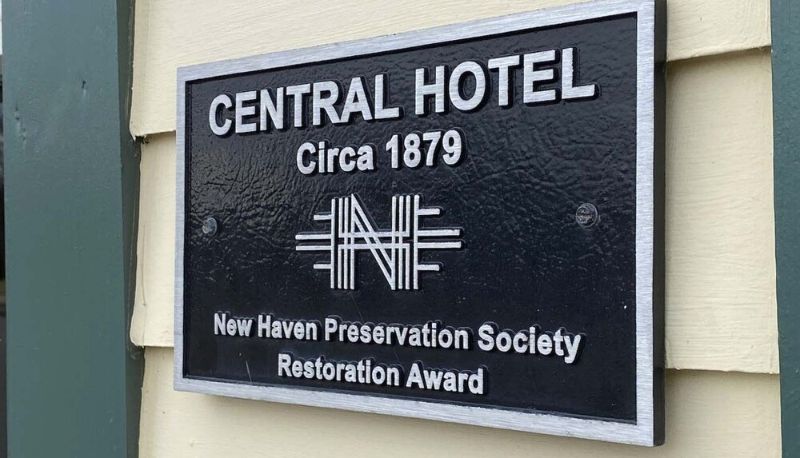 CENTRAL HOTEL
Circa 1879
N
New Haven Preservation Society
Restoration Award